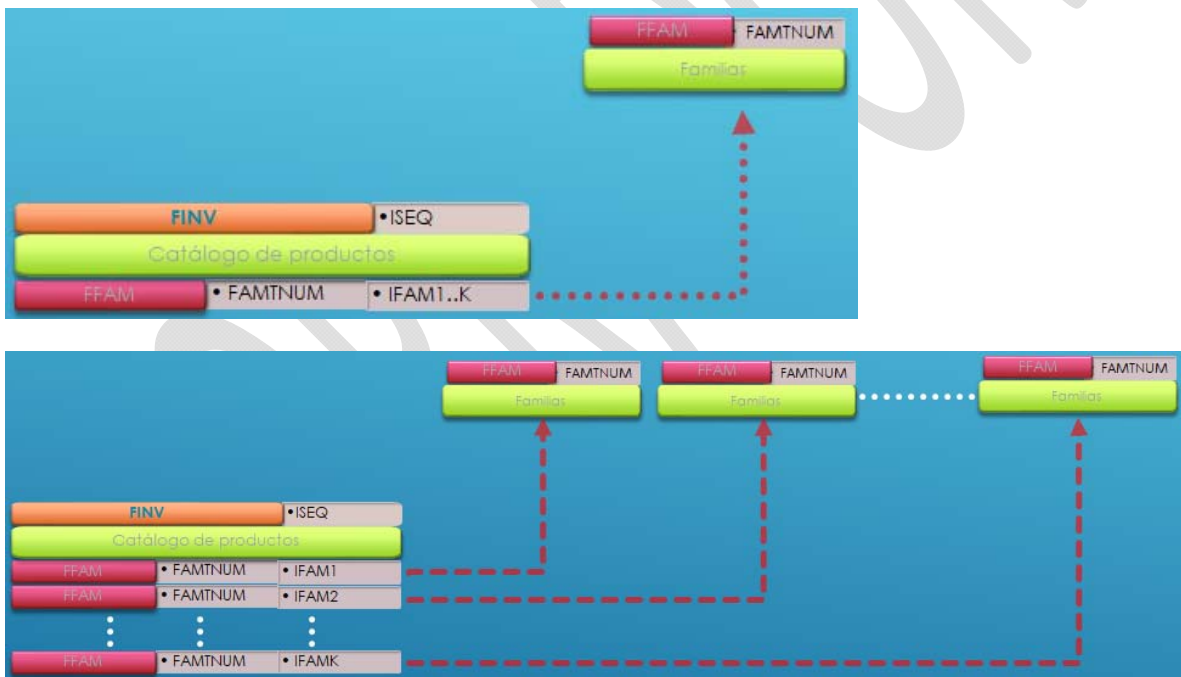 FFAM • FAMTNUM
Familias
FINV • ISEQ
Catálogo de productos
FFAM • FAMTNUM • IFAM1..K
FFAM FAMTNUM FFAM FAMTNUM FFAM FAMTNUM
Familias Familias Familias
FINV • ISEQ
Catálogo de productos
FFAM • FAMTNUM • IFAM1
FFAM • FAMTNUM • IFAM2
FFAM • FAMTNUM • IFAMK